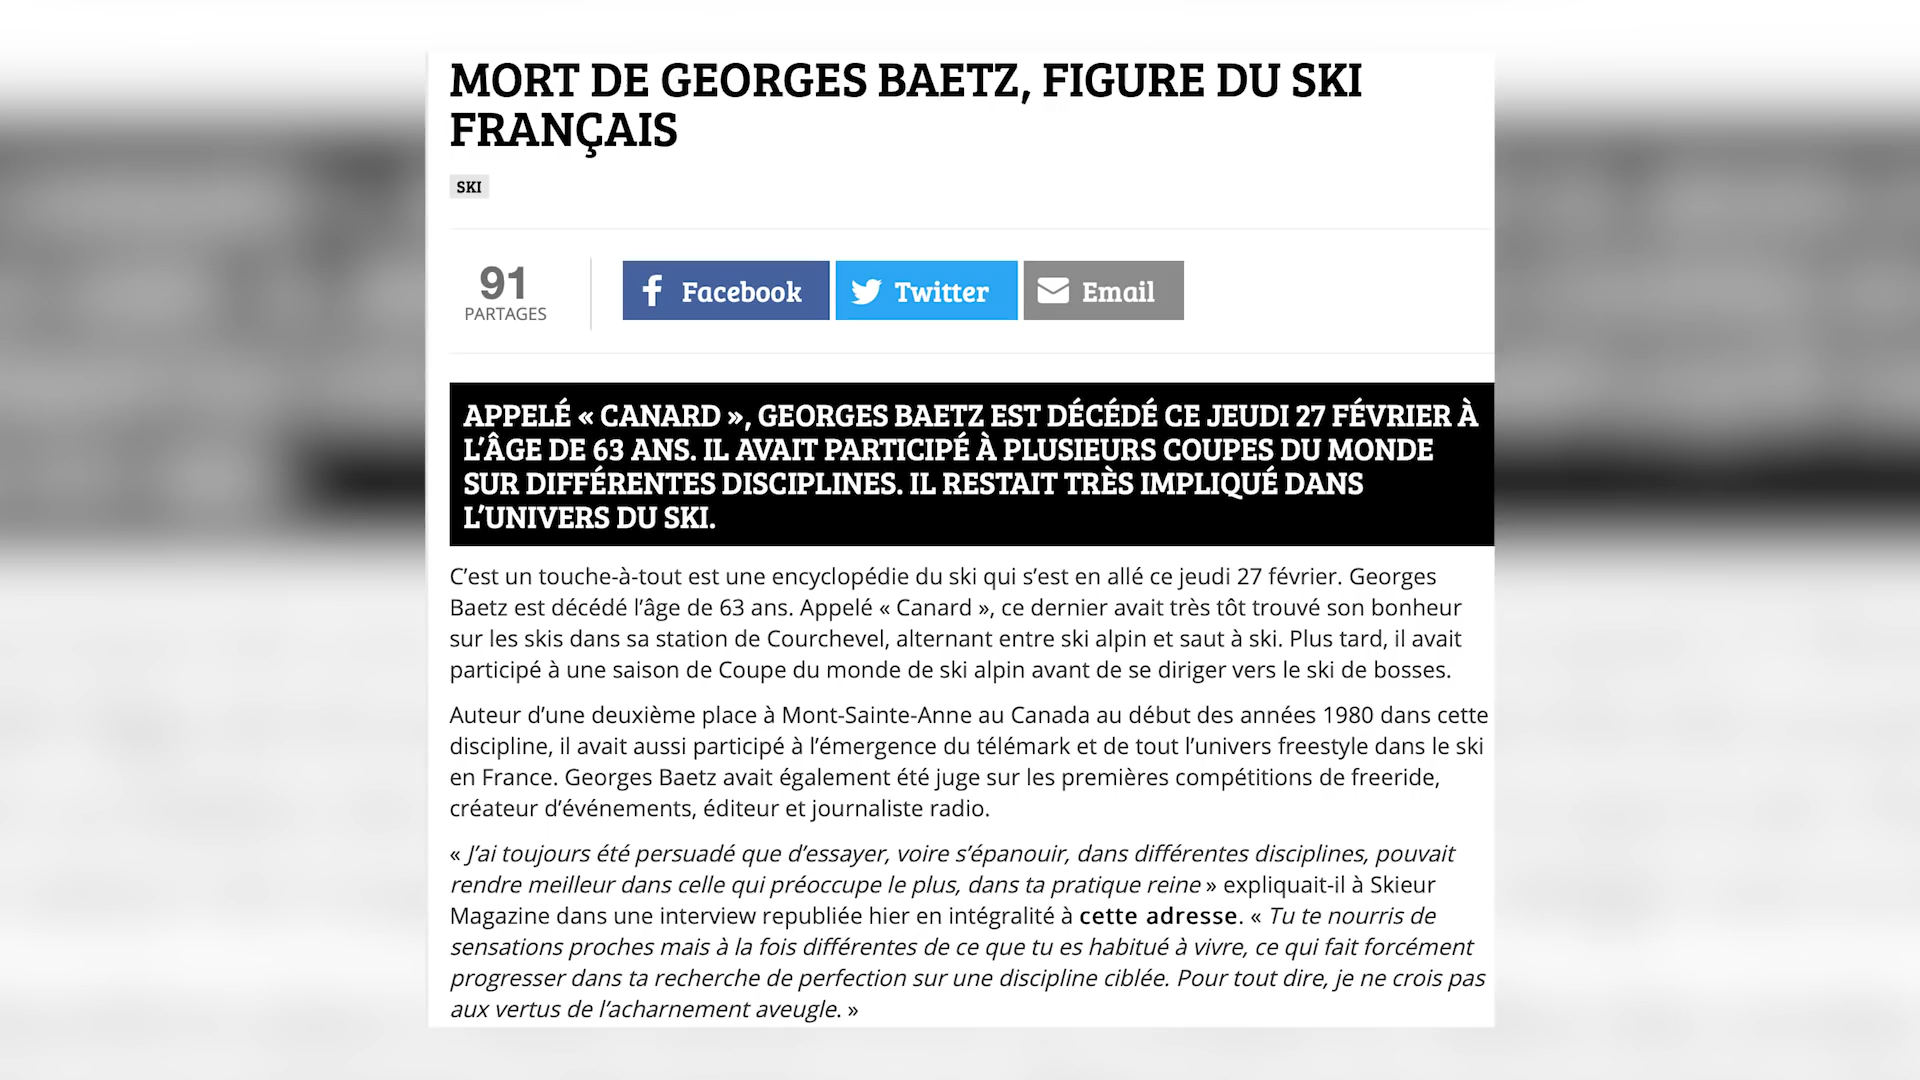 MORT DE GEORGES BAETZ, FIGURE DU SKI
FRANÇAIS
SKI
91
PARTAGES
Facebook
Twitter
Email
APPELÉ « CANARD », GEORGES BAETZ EST DÉCÉDÉ CE JEUDI 27 FÉVRIER À
L’ÂGE DE 63 ANS. IL AVAIT PARTICIPÉ À PLUSIEURS COUPES DU MONDE
SUR DIFFÉRENTES DISCIPLINES. IL RESTAIT TRÈS IMPLIQUÉ DANS
L’UNIVERS DU SKI.
C’est un touche-à-tout est une encyclopédie du ski qui s’est en allé ce jeudi 27 février. Georges
Baetz est décédé l’âge de 63 ans. Appelé « Canard », ce dernier avait très tôt trouvé son bonheur
sur les skis dans sa station de Courchevel, alternant entre ski alpin et saut à ski. Plus tard, il avait
participé à une saison de Coupe du monde de ski alpin avant de se diriger vers le ski de bosses.
Auteur d’une deuxième place à Mont-Sainte-Anne au Canada au début des années 1980 dans cette
discipline, il avait aussi participé à l’émergence du télémark et de tout l’univers freestyle dans le ski
en France. Georges Baetz avait également été juge sur les premières compétitions de freeride,
créateur d’événements, éditeur et journaliste radio.
« J’ai toujours été persuadé que d’essayer, voire s’épanouir, dans différentes disciplines, pouvait
rendre meilleur dans celle qui préoccupe le plus, dans ta pratique reine » expliquait-il à Skieur
Magazine dans une interview republiée hier en intégralité à cette adresse. « Tu te nourris de
sensations proches mais à la fois différentes de ce que tu es habitué à vivre, ce qui fait forcément
progresser dans ta recherche de perfection sur une discipline ciblée. Pour tout dire, je ne crois pas
aux vertus de l’acharnement aveugle. »